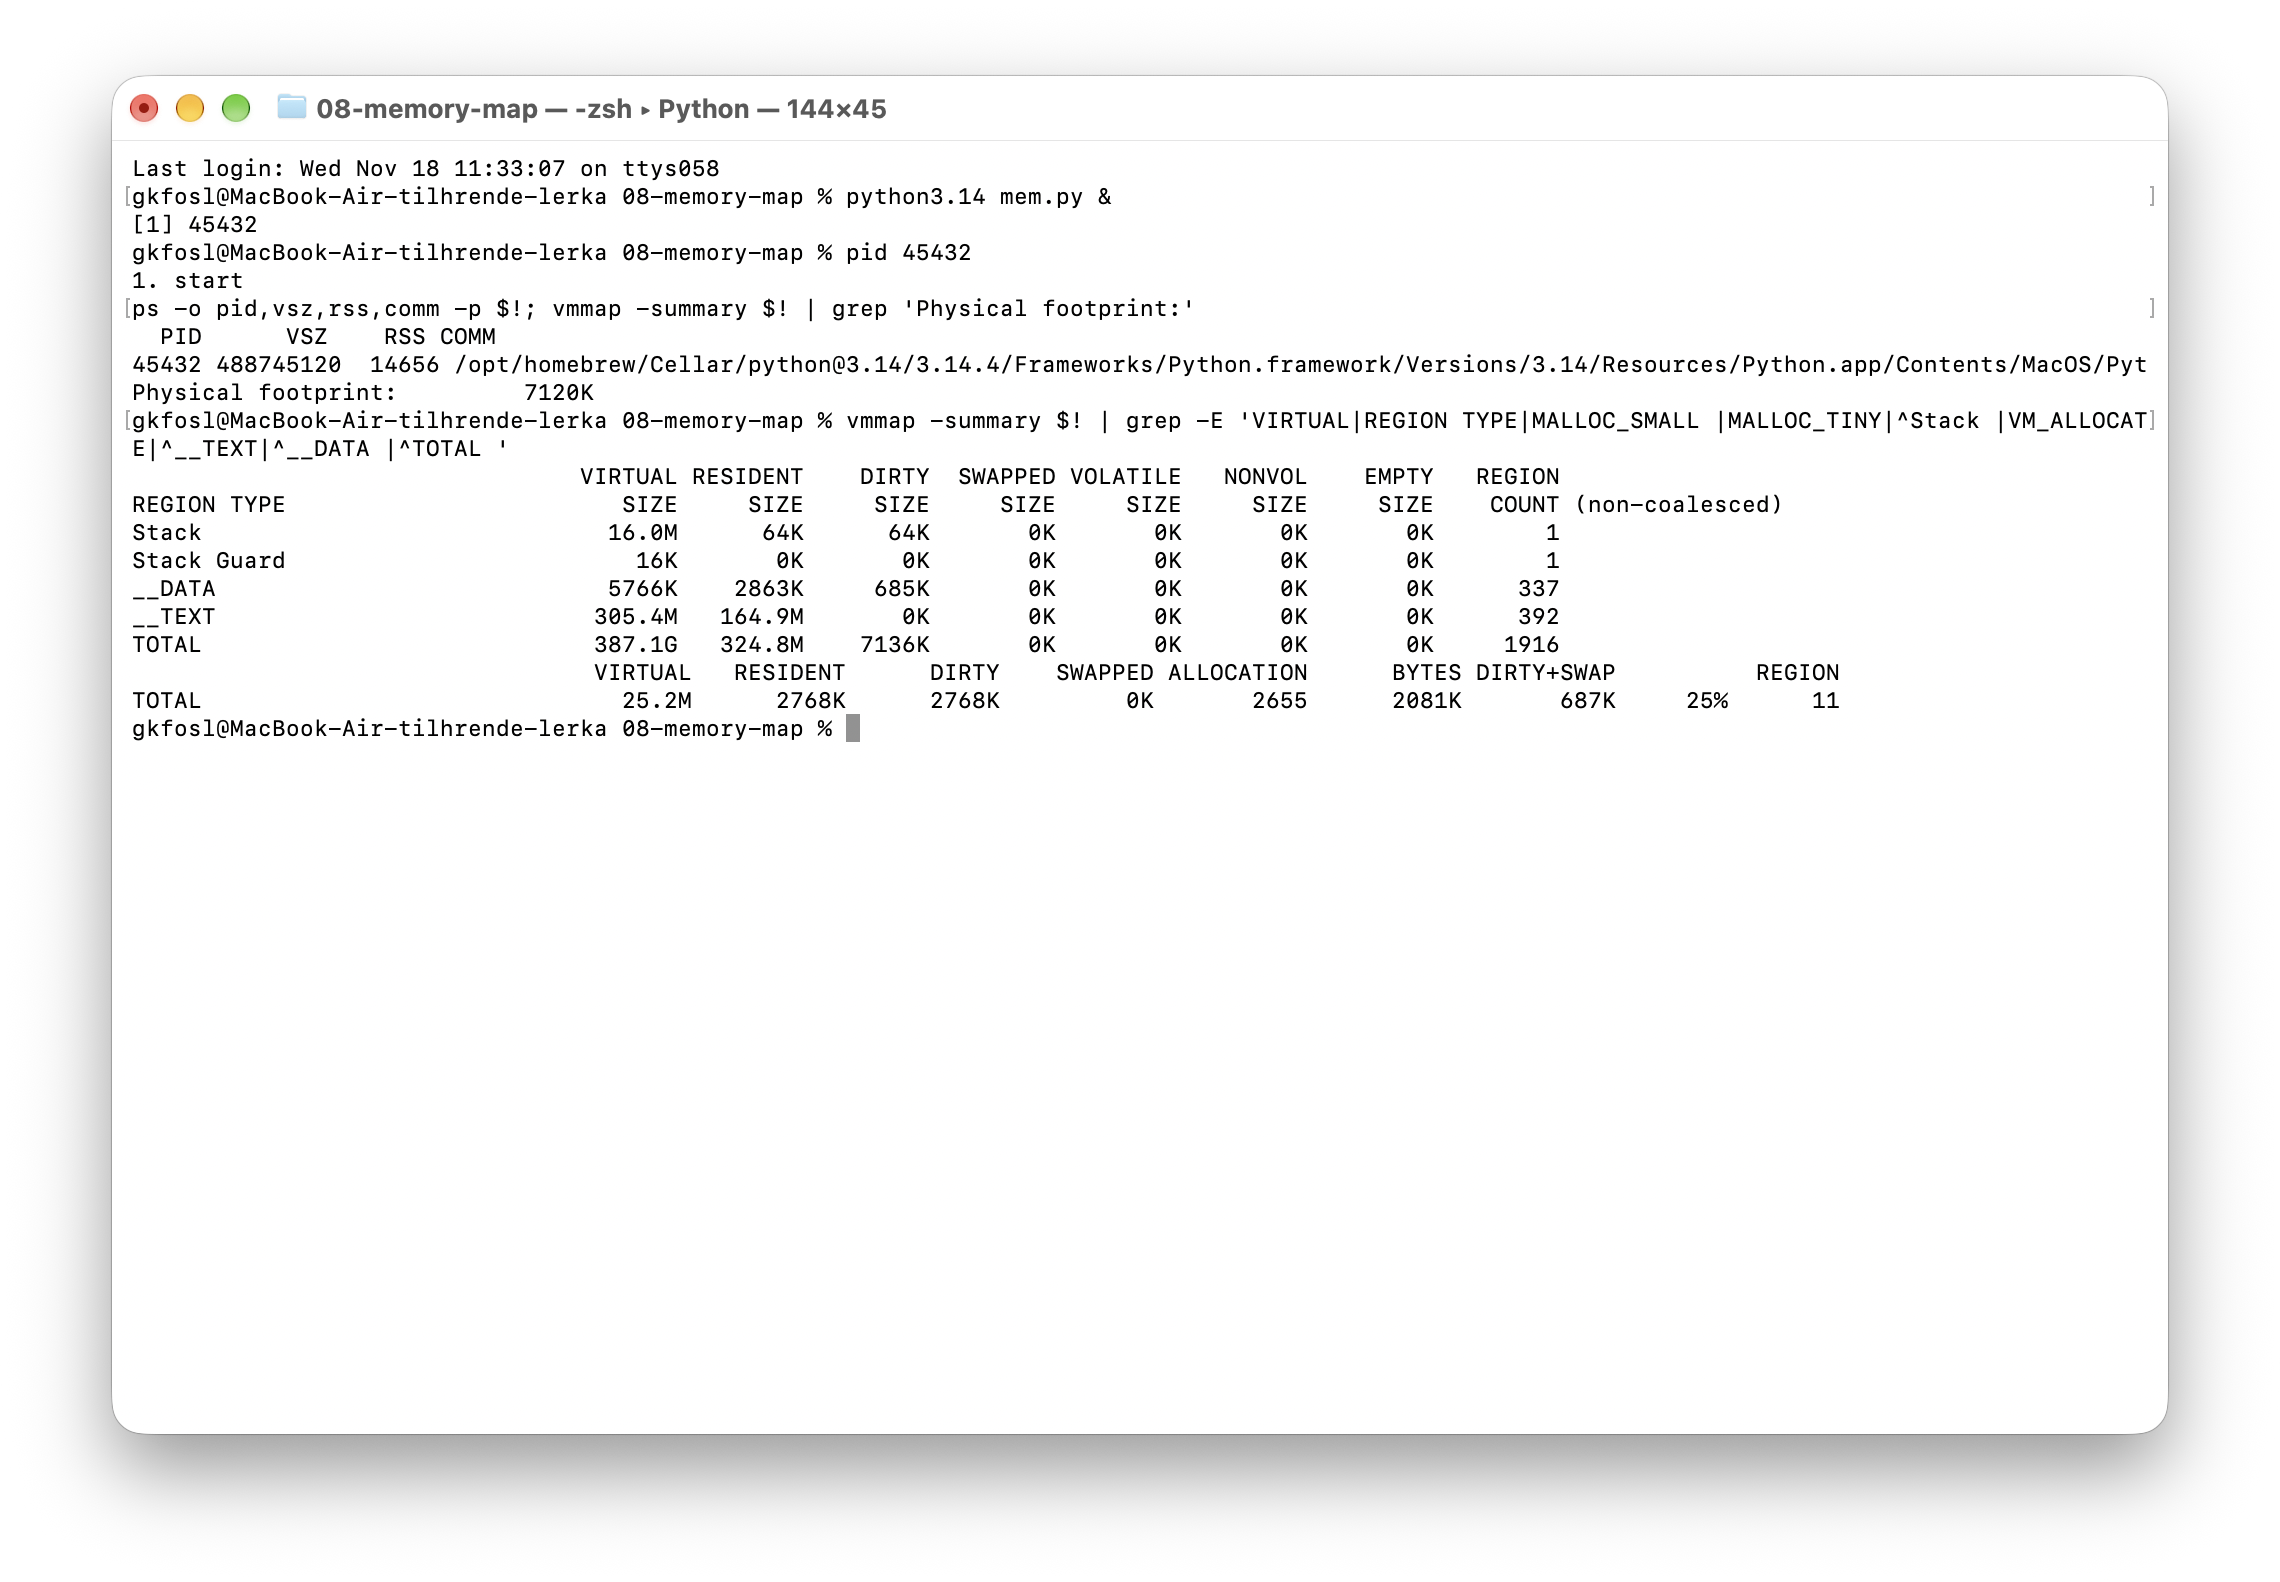 08-memory-map — -zsh ▸ Python — 144×45
Last login: Wed Nov 18 11:33:07 on ttys058
[gkfosl@MacBook-Air-tilhrende-lerka 08-memory-map % python3.14 mem.py & ]
[1] 45432
gkfosl@MacBook-Air-tilhrende-lerka 08-memory-map % pid 45432
1. start
[ps -o pid,vsz,rss,comm -p $!; vmmap -summary $! | grep 'Physical footprint:' ]
  PID      VSZ    RSS COMM
45432 488745120  14656 /opt/homebrew/Cellar/python@3.14/3.14.4/Frameworks/Python.framework/Versions/3.14/Resources/Python.app/Contents/MacOS/Pyt
Physical footprint:         7120K
[gkfosl@MacBook-Air-tilhrende-lerka 08-memory-map % vmmap -summary $! | grep -E 'VIRTUAL|REGION TYPE|MALLOC_SMALL |MALLOC_TINY|^Stack |VM_ALLOCAT]
E|^__TEXT|^__DATA |^TOTAL '
                                VIRTUAL RESIDENT    DIRTY  SWAPPED VOLATILE   NONVOL    EMPTY   REGION
REGION TYPE                        SIZE     SIZE     SIZE     SIZE     SIZE     SIZE     SIZE    COUNT (non-coalesced)
Stack                             16.0M      64K      64K       0K       0K       0K       0K        1
Stack Guard                         16K       0K       0K       0K       0K       0K       0K        1
__DATA                            5766K    2863K     685K       0K       0K       0K       0K      337
__TEXT                           305.4M   164.9M       0K       0K       0K       0K       0K      392
TOTAL                            387.1G   324.8M    7136K       0K       0K       0K       0K     1916
                                 VIRTUAL   RESIDENT      DIRTY    SWAPPED ALLOCATION      BYTES DIRTY+SWAP          REGION
TOTAL                              25.2M      2768K      2768K         0K       2655      2081K       687K     25%      11
gkfosl@MacBook-Air-tilhrende-lerka 08-memory-map %